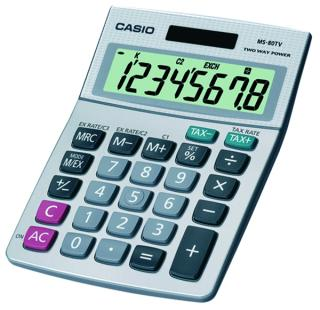 CASIO MS-80TV
TWO WAY POWER
K C2 EXCH
12345678
EX RATE/C3 EX RATE/C2 C1 TAX RATE
MRC M− M+ SET % TAX− TAX+
MODE M/EX 7 8 9 ÷
+/− 4 5 6 ×
C 1 2 3 −
ON AC 0 · = +